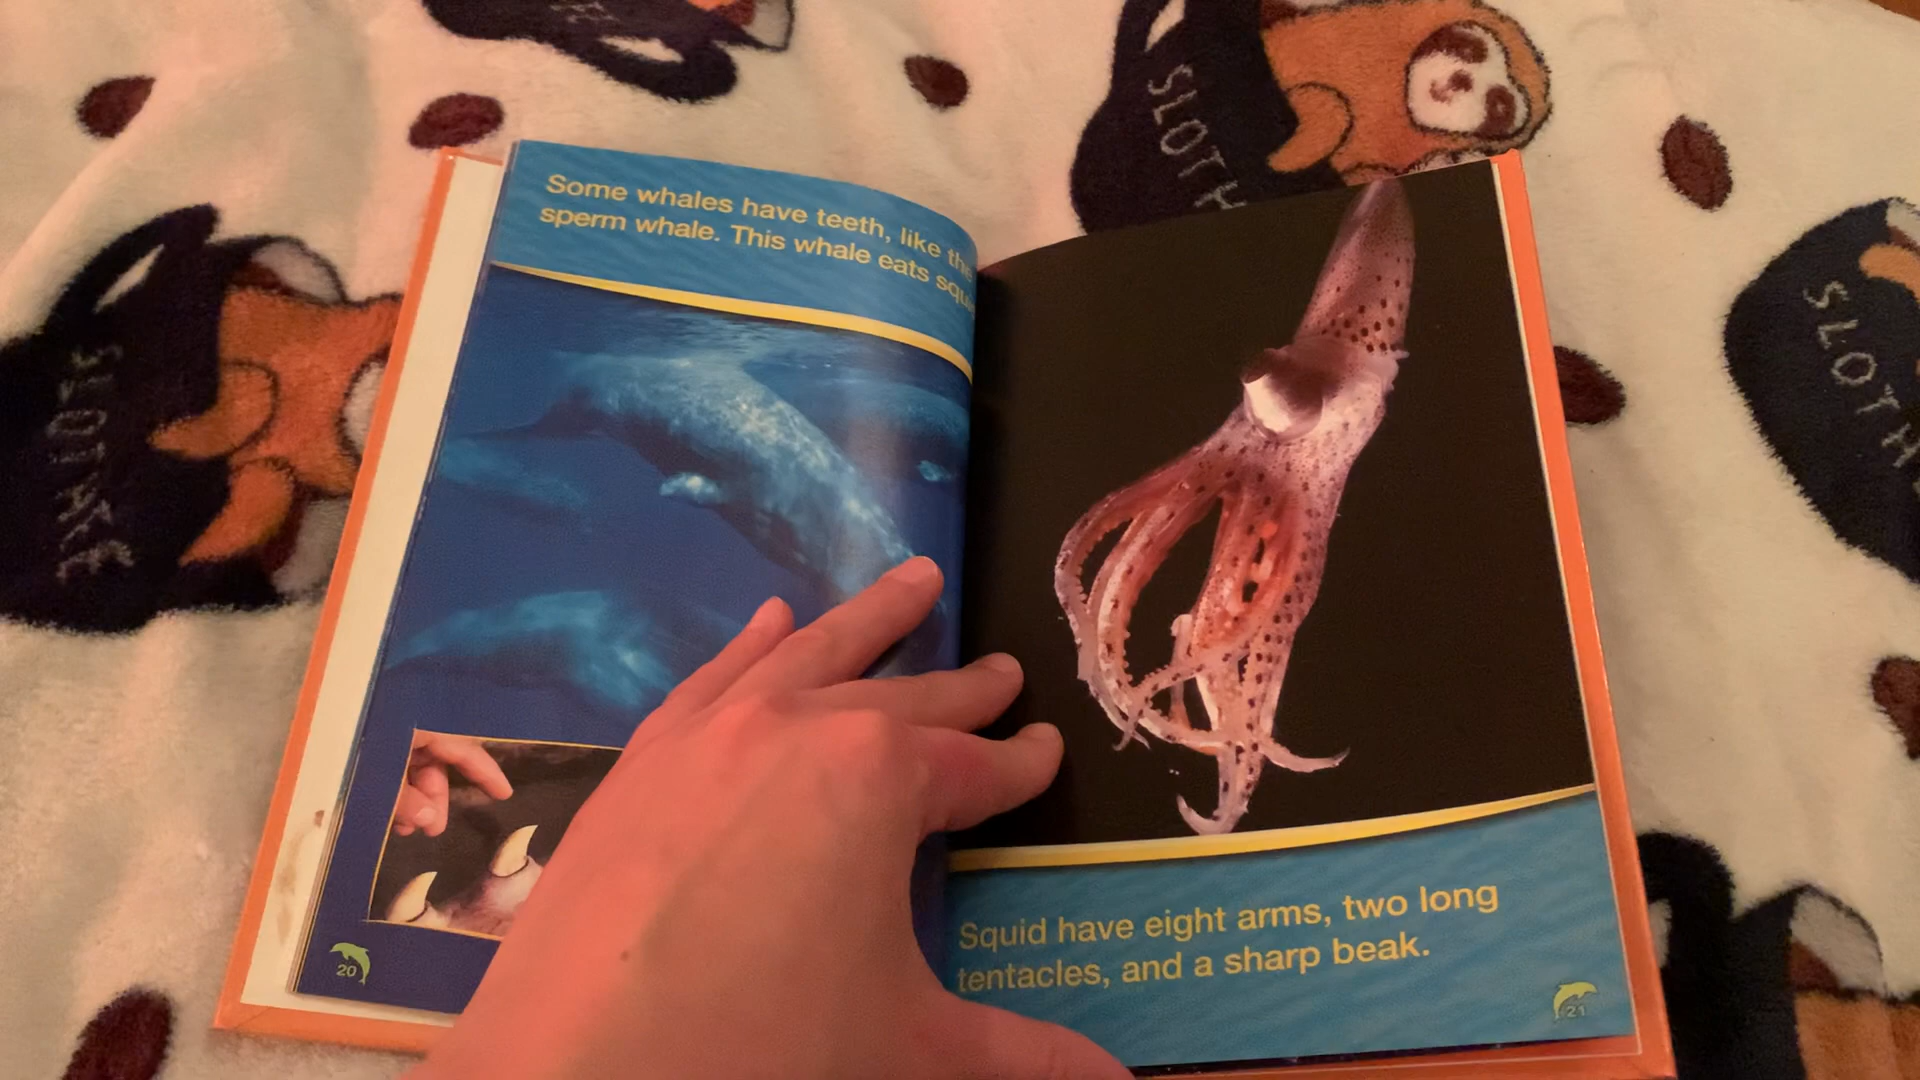 Some whales have teeth, like the
sperm whale. This whale eats
20
Squid have eight arms, two long
tentacles, and a sharp beak.
21
SLOTH
SLOTH
SLOTH